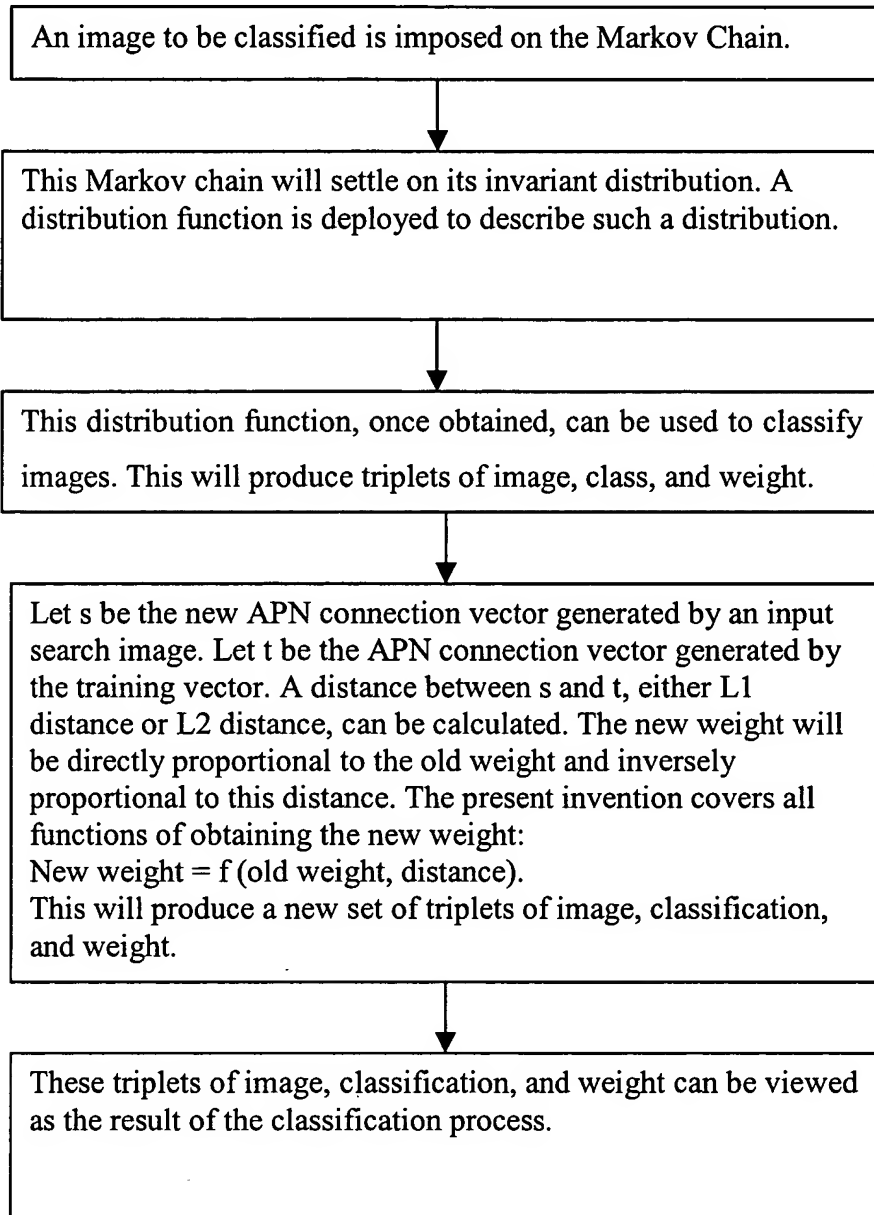 An image to be classified is imposed on the Markov Chain.
This Markov chain will settle on its invariant distribution. A
distribution function is deployed to describe such a distribution.
This distribution function, once obtained, can be used to classify
images. This will produce triplets of image, class, and weight.
Let s be the new APN connection vector generated by an input
search image. Let t be the APN connection vector generated by
the training vector. A distance between s and t, either L1
distance or L2 distance, can be calculated. The new weight will
be directly proportional to the old weight and inversely
proportional to this distance. The present invention covers all
functions of obtaining the new weight:
New weight = f (old weight, distance).
This will produce a new set of triplets of image, classification,
and weight.
These triplets of image, classification, and weight can be viewed
as the result of the classification process.